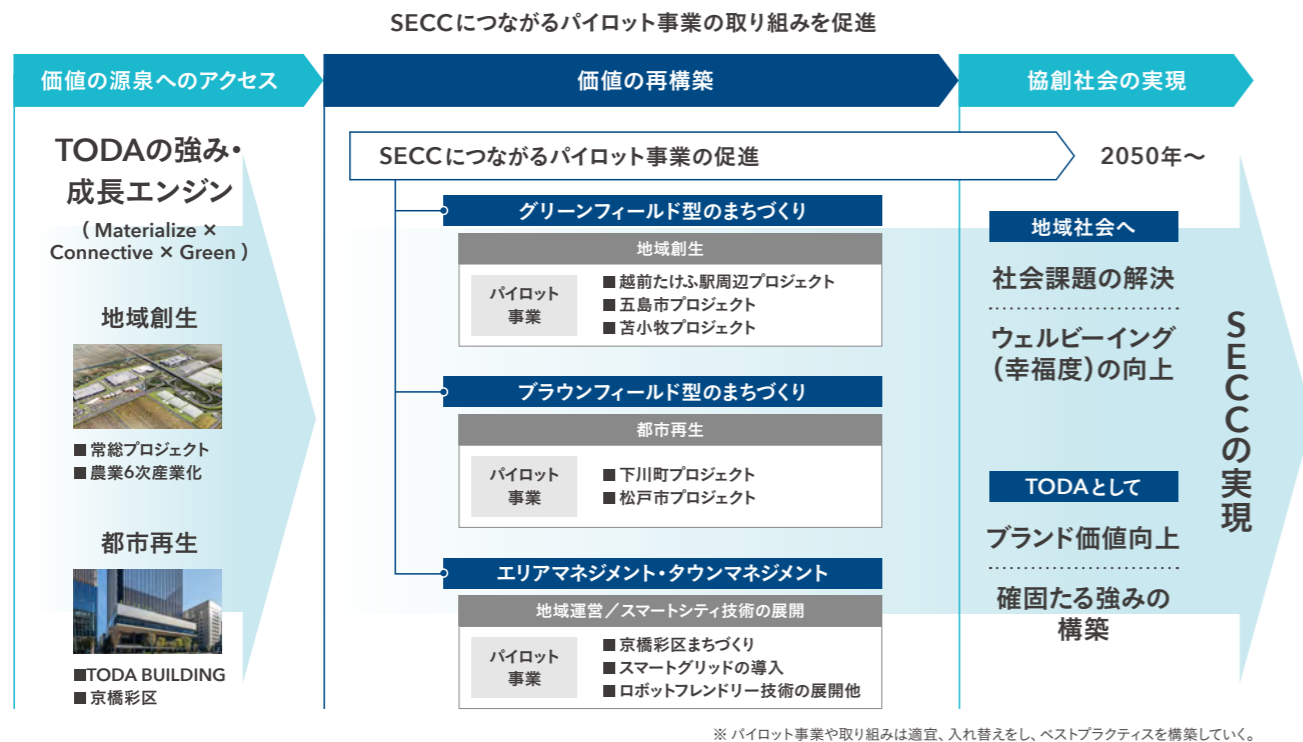 SECCにつながるパイロット事業の取り組みを促進
価値の源泉へのアクセス
価値の再構築
協創社会の実現
TODAの強み・
成長エンジン
( Materialize ×
Connective × Green )
地域創生
■ 常総プロジェクト
■ 農業6次産業化
都市再生
■TODA BUILDING
■ 京橋彩区
SECCにつながるパイロット事業の促進
グリーンフィールド型のまちづくり
地域創生
パイロット
事業
■ 越前たけふ駅周辺プロジェクト
■ 五島市プロジェクト
■ 苫小牧プロジェクト
ブラウンフィールド型のまちづくり
都市再生
パイロット
事業
■ 下川町プロジェクト
■ 松戸市プロジェクト
エリアマネジメント・タウンマネジメント
地域運営/スマートシティ技術の展開
パイロット
事業
■ 京橋彩区まちづくり
■ スマートグリッドの導入
■ ロボットフレンドリー技術の展開他
2050年〜
地域社会へ
社会課題の解決
ウェルビーイング
(幸福度)の向上
TODAとして
ブランド価値向上
確固たる強みの
構築
SECCの実現
※ パイロット事業や取り組みは適宜、入れ替えをし、ベストプラクティスを構築していく。